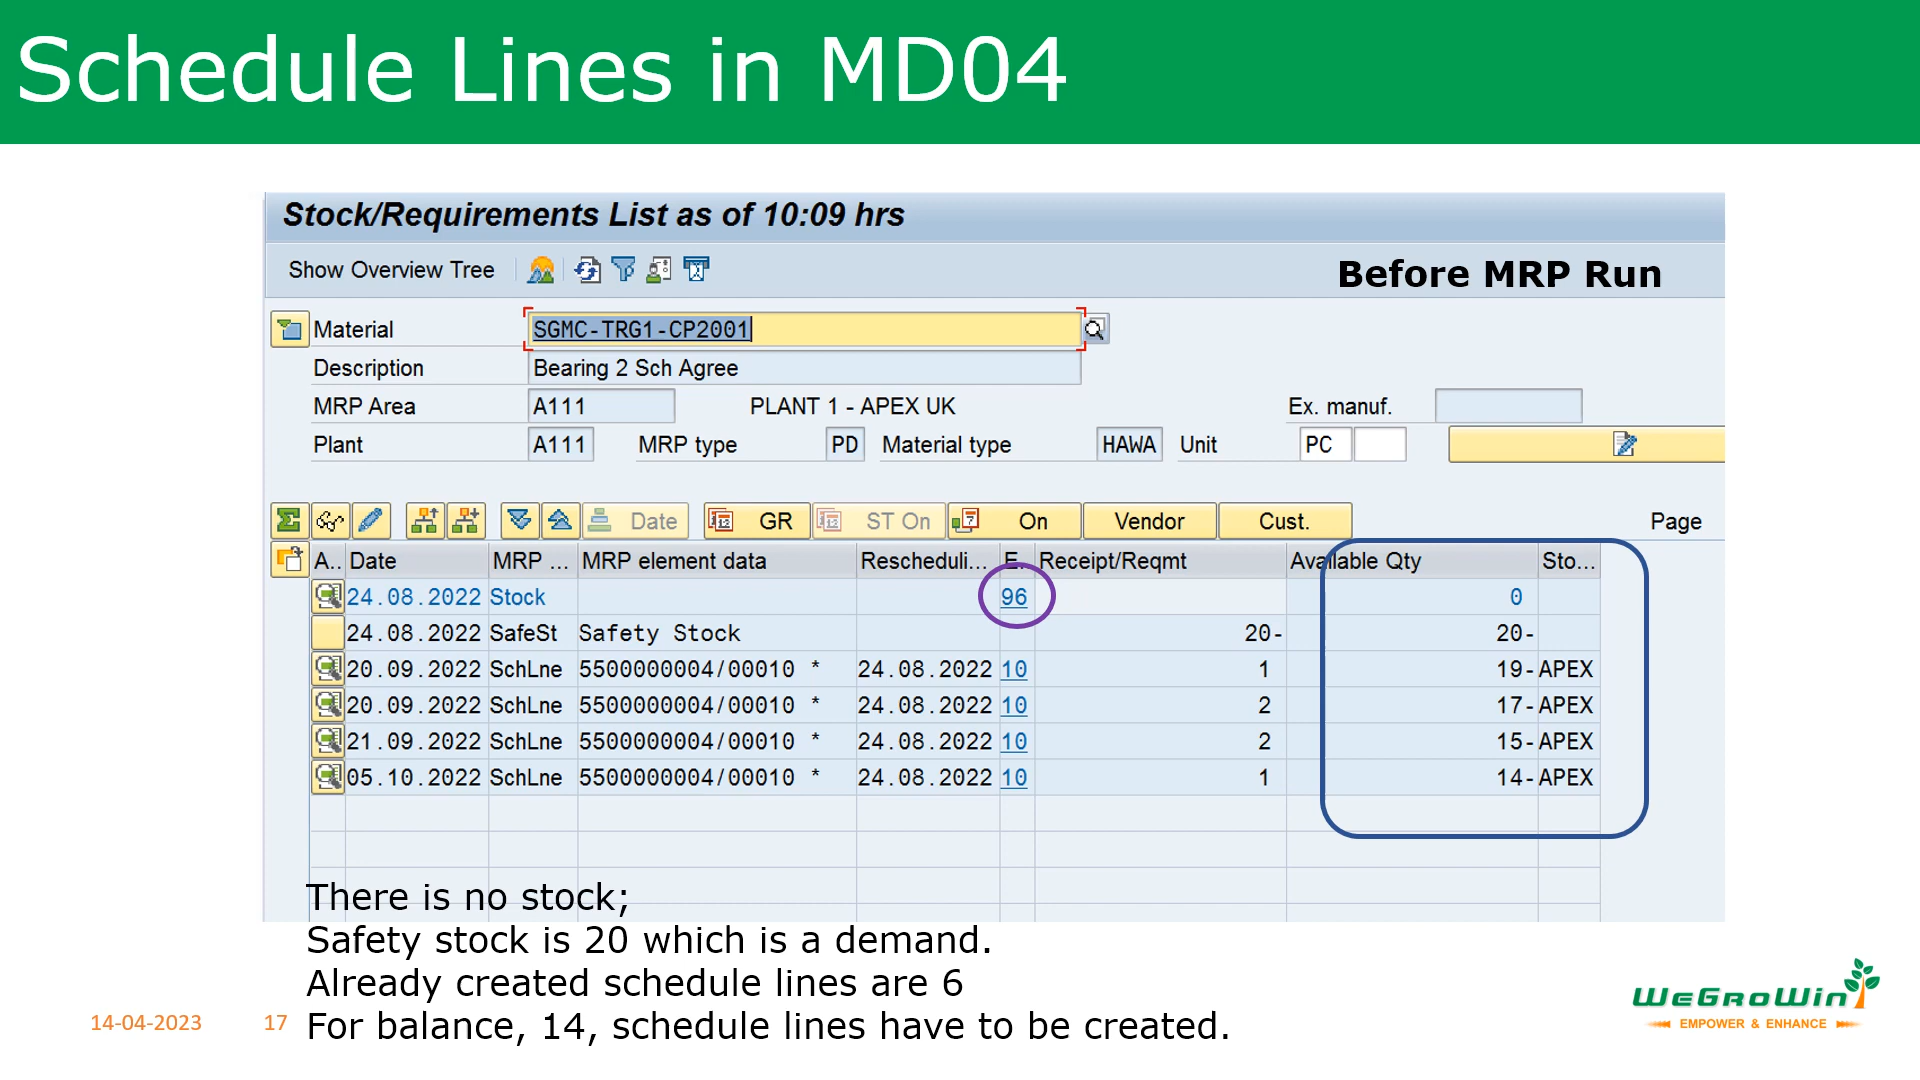 Schedule Lines in MD04
Stock/Requirements List as of 10:09 hrs
Show Overview Tree
Before MRP Run
Material SGMC-TRG1-CP2001
Description Bearing 2 Sch Agree
MRP Area A111 PLANT 1 - APEX UK Ex. manuf.
Plant A111 MRP type PD Material type HAWA Unit PC
Date GR ST On On Vendor Cust. Page
A.. Date MRP ... MRP element data Rescheduli... E. Receipt/Reqmt Available Qty Sto...
24.08.2022 Stock 96 0
24.08.2022 SafeSt Safety Stock 20- 20-
20.09.2022 SchLne 5500000004/00010 * 24.08.2022 10 1 19- APEX
20.09.2022 SchLne 5500000004/00010 * 24.08.2022 10 2 17- APEX
21.09.2022 SchLne 5500000004/00010 * 24.08.2022 10 2 15- APEX
05.10.2022 SchLne 5500000004/00010 * 24.08.2022 10 1 14- APEX
There is no stock;
Safety stock is 20 which is a demand.
Already created schedule lines are 6
For balance, 14, schedule lines have to be created.
14-04-2023 17
WeGroWin
EMPOWER & ENHANCE